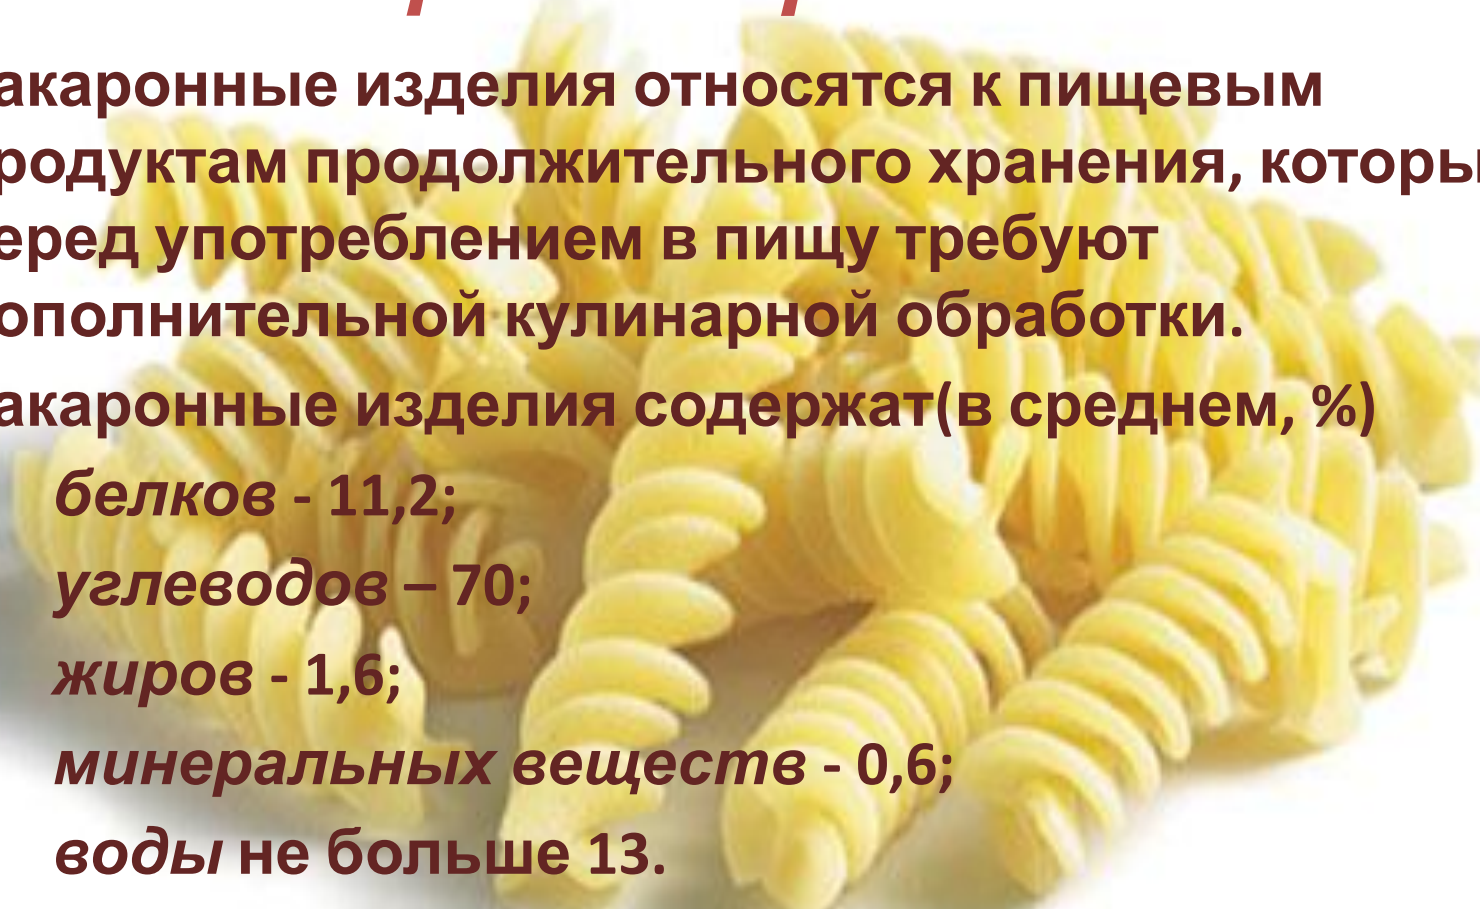 акаронные изделия относятся к пищевым
родуктам продолжительного хранения, которы
еред употреблением в пищу требуют
ополнительной кулинарной обработки.
акаронные изделия содержат(в среднем, %)
белков - 11,2;
углеводов – 70;
жиров - 1,6;
минеральных веществ - 0,6;
воды не больше 13.